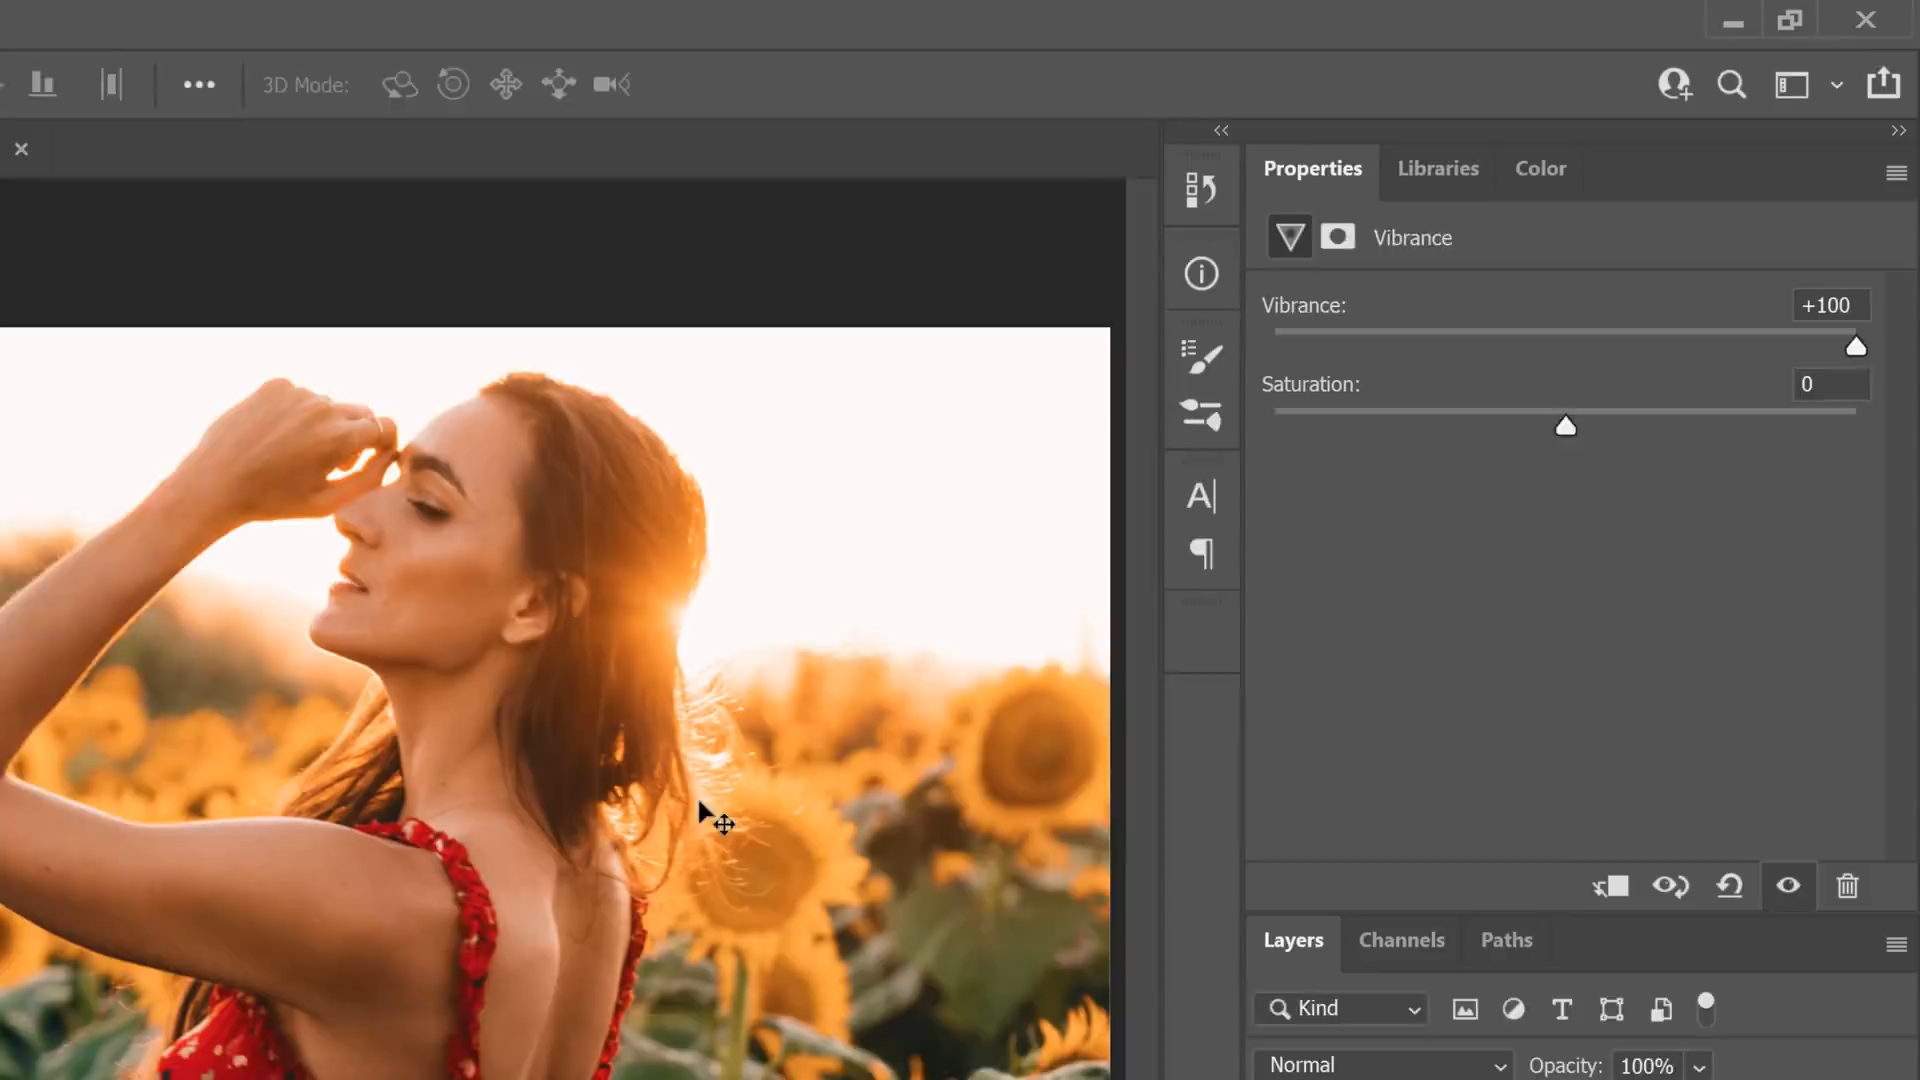 3D Mode:
Properties Libraries Color
Vibrance
Vibrance: +100
Saturation: 0
Layers Channels Paths
Kind
Normal Opacity: 100%